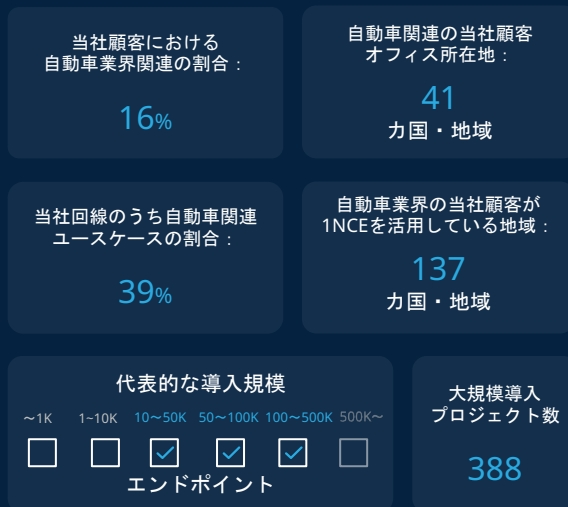 当社顧客における
自動車業界関連の割合：
16%
自動車関連の当社顧客
オフィス所在地：
41
カ国・地域
当社回線のうち自動車関連
ユースケースの割合：
39%
自動車業界の当社顧客が
1NCEを活用している地域：
137
カ国・地域
代表的な導入規模
〜1K 1~10K 10〜50K 50〜100K 100〜500K 500K〜
エンドポイント
大規模導入
プロジェクト数
388